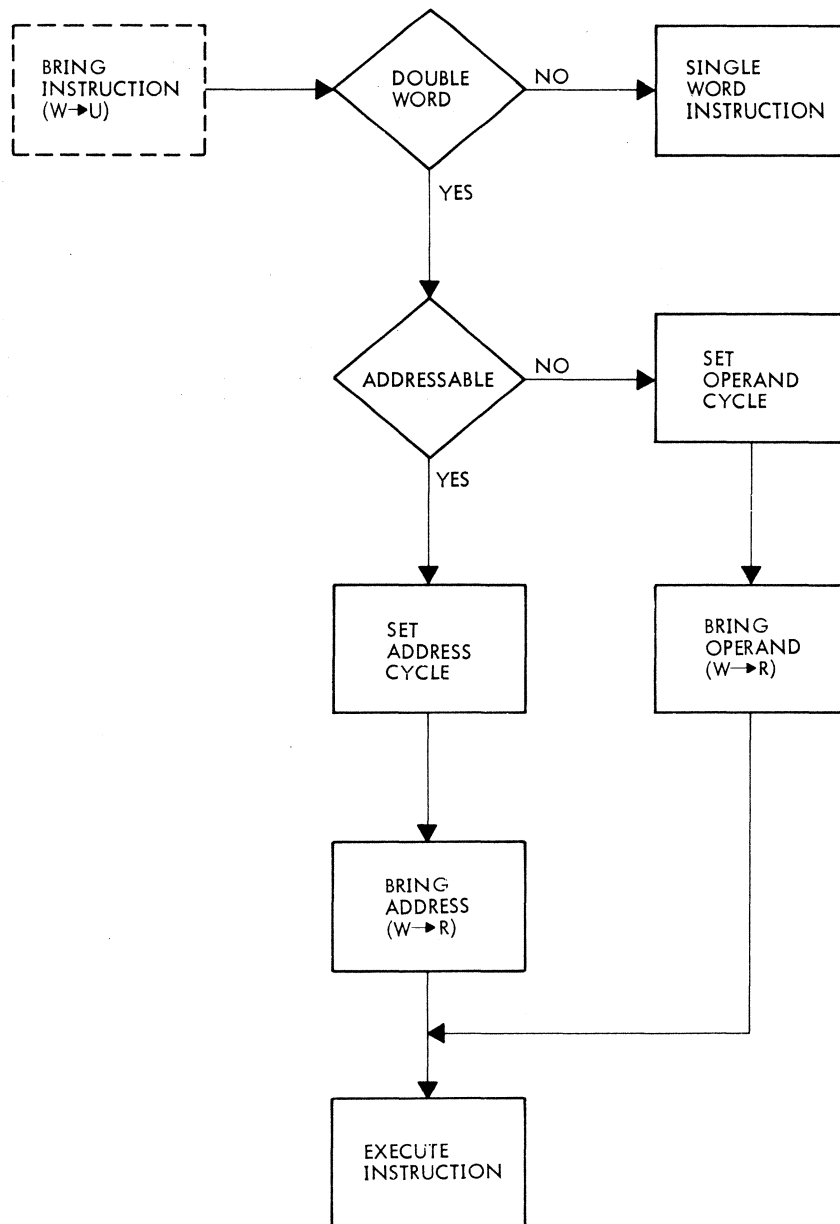 BRING
INSTRUCTION
(W→U)
DOUBLE
WORD
NO
SINGLE
WORD
INSTRUCTION
YES
ADDRESSABLE
NO
SET
OPERAND
CYCLE
YES
SET
ADDRESS
CYCLE
BRING
OPERAND
(W→R)
BRING
ADDRESS
(W→R)
EXECUTE
INSTRUCTION